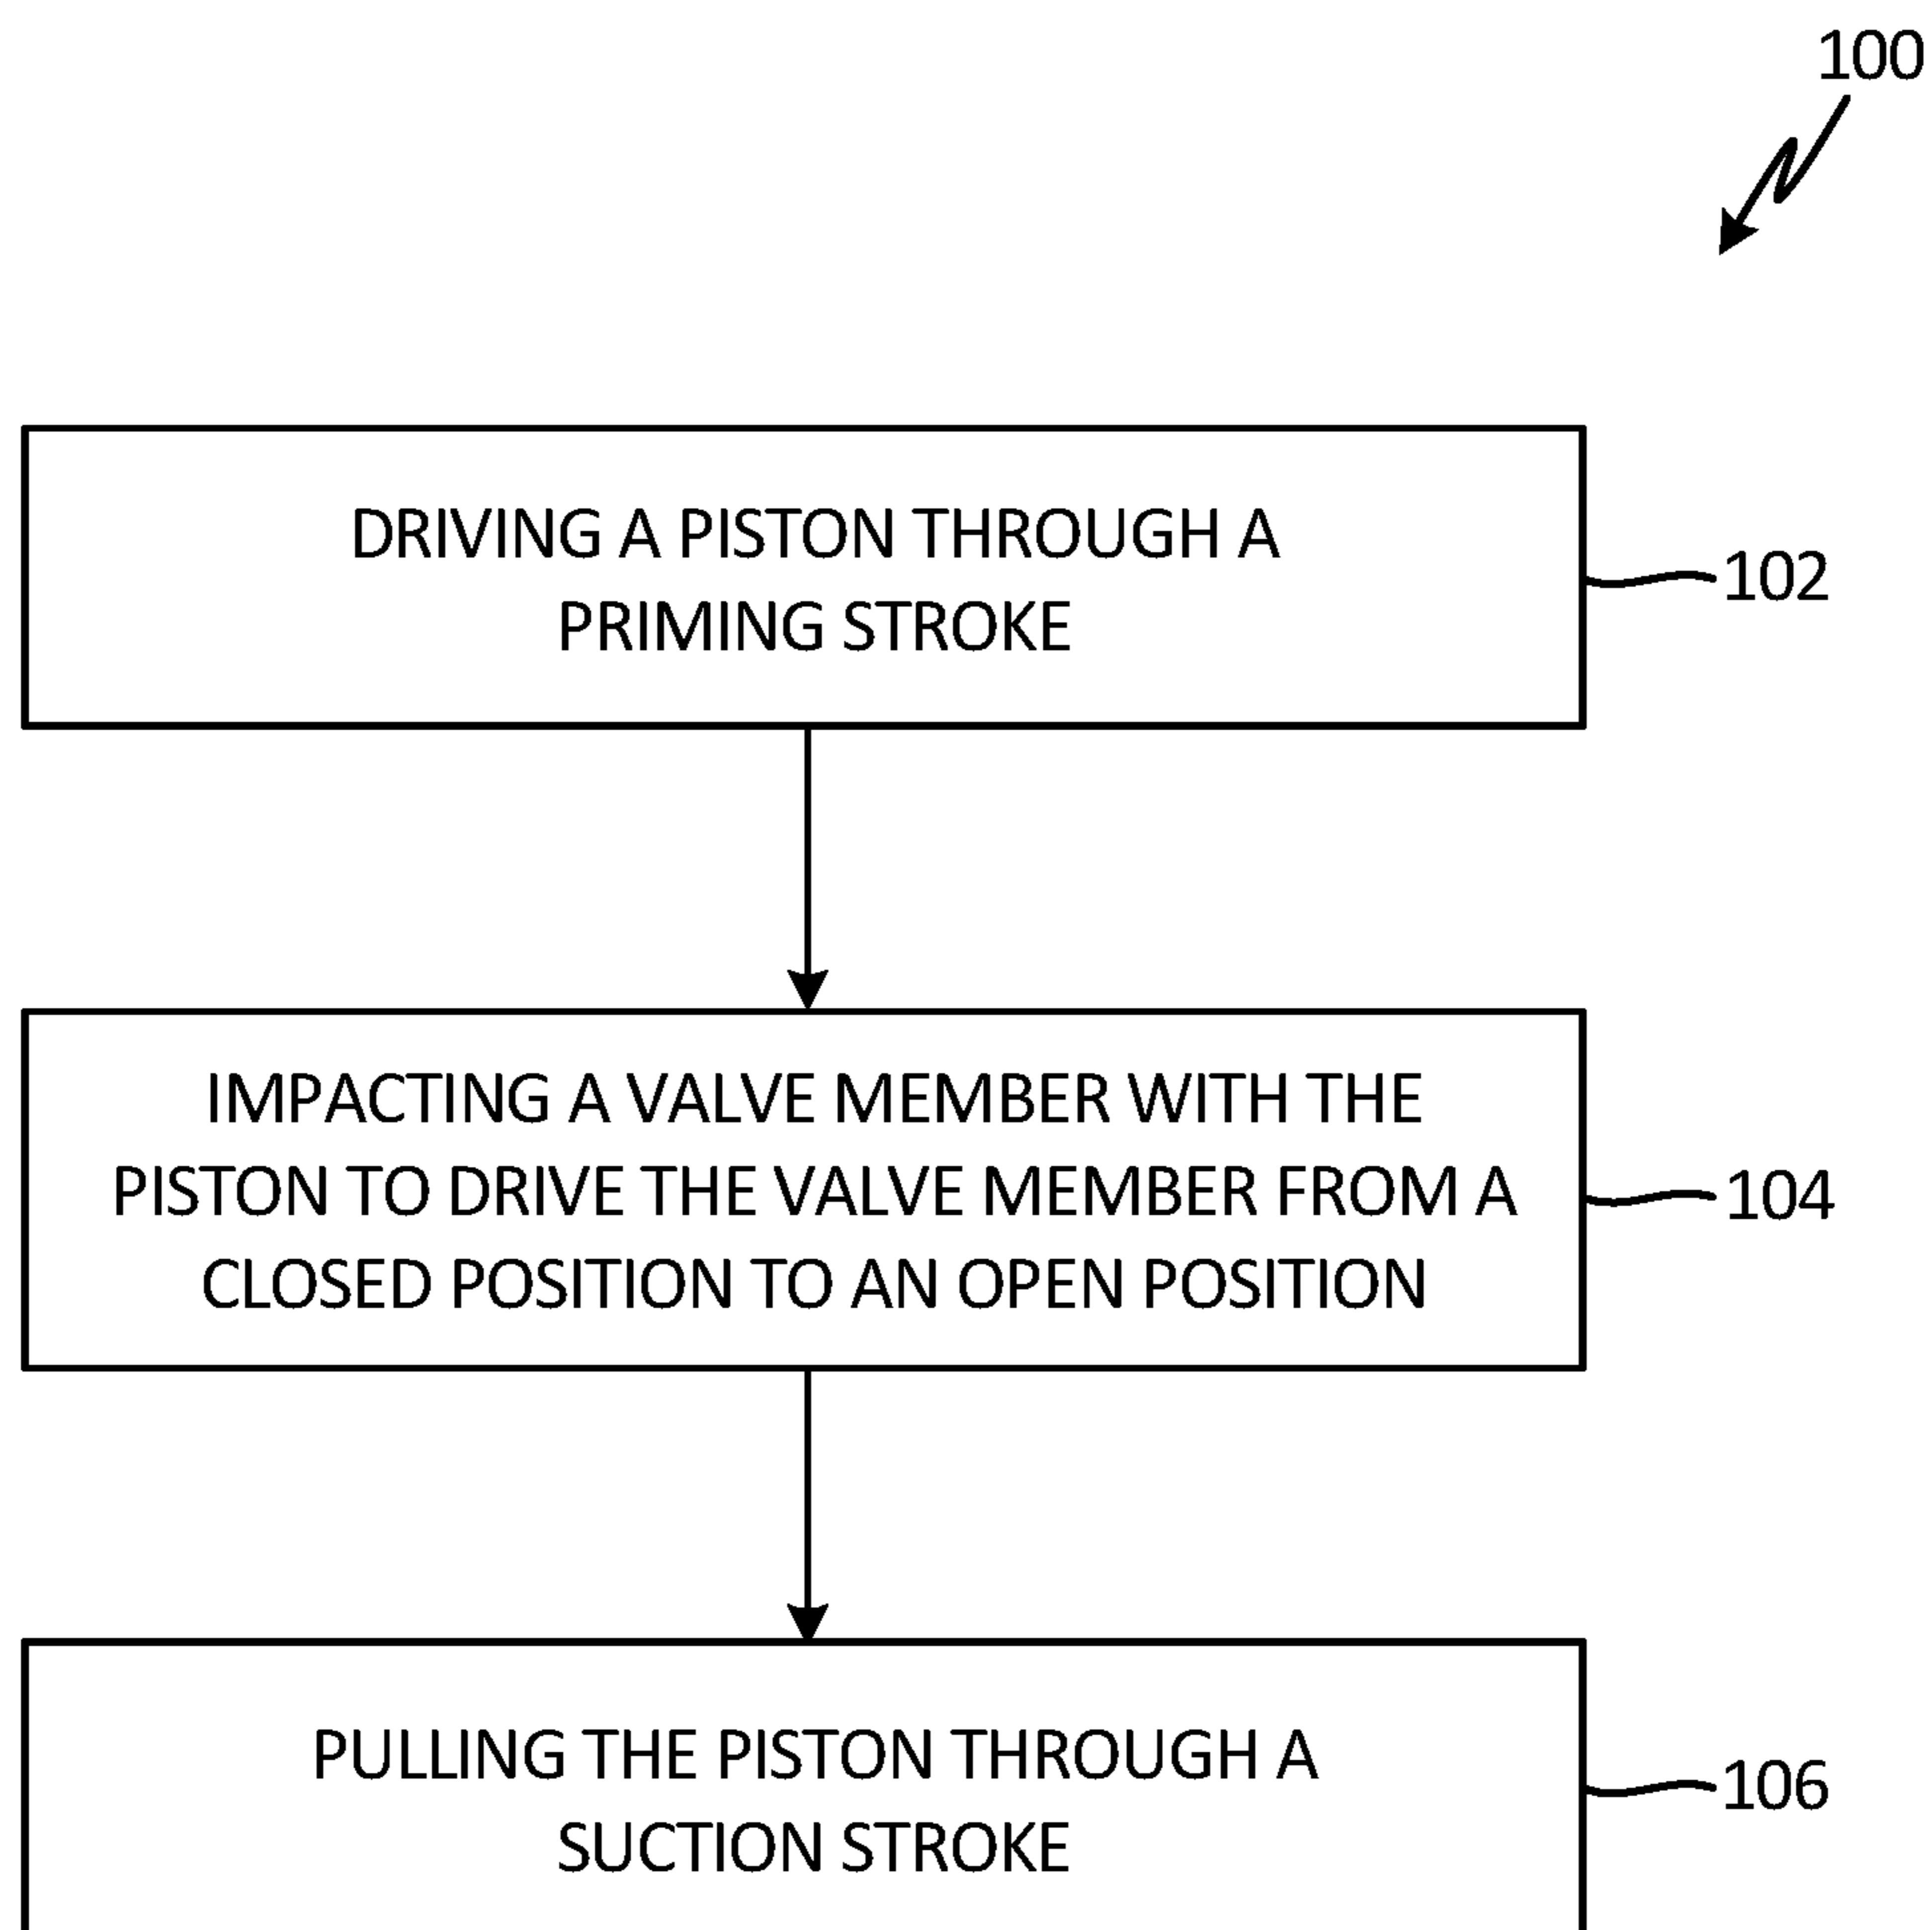 100
DRIVING A PISTON THROUGH A
PRIMING STROKE
102
IMPACTING A VALVE MEMBER WITH THE
PISTON TO DRIVE THE VALVE MEMBER FROM A
CLOSED POSITION TO AN OPEN POSITION
104
PULLING THE PISTON THROUGH A
SUCTION STROKE
106